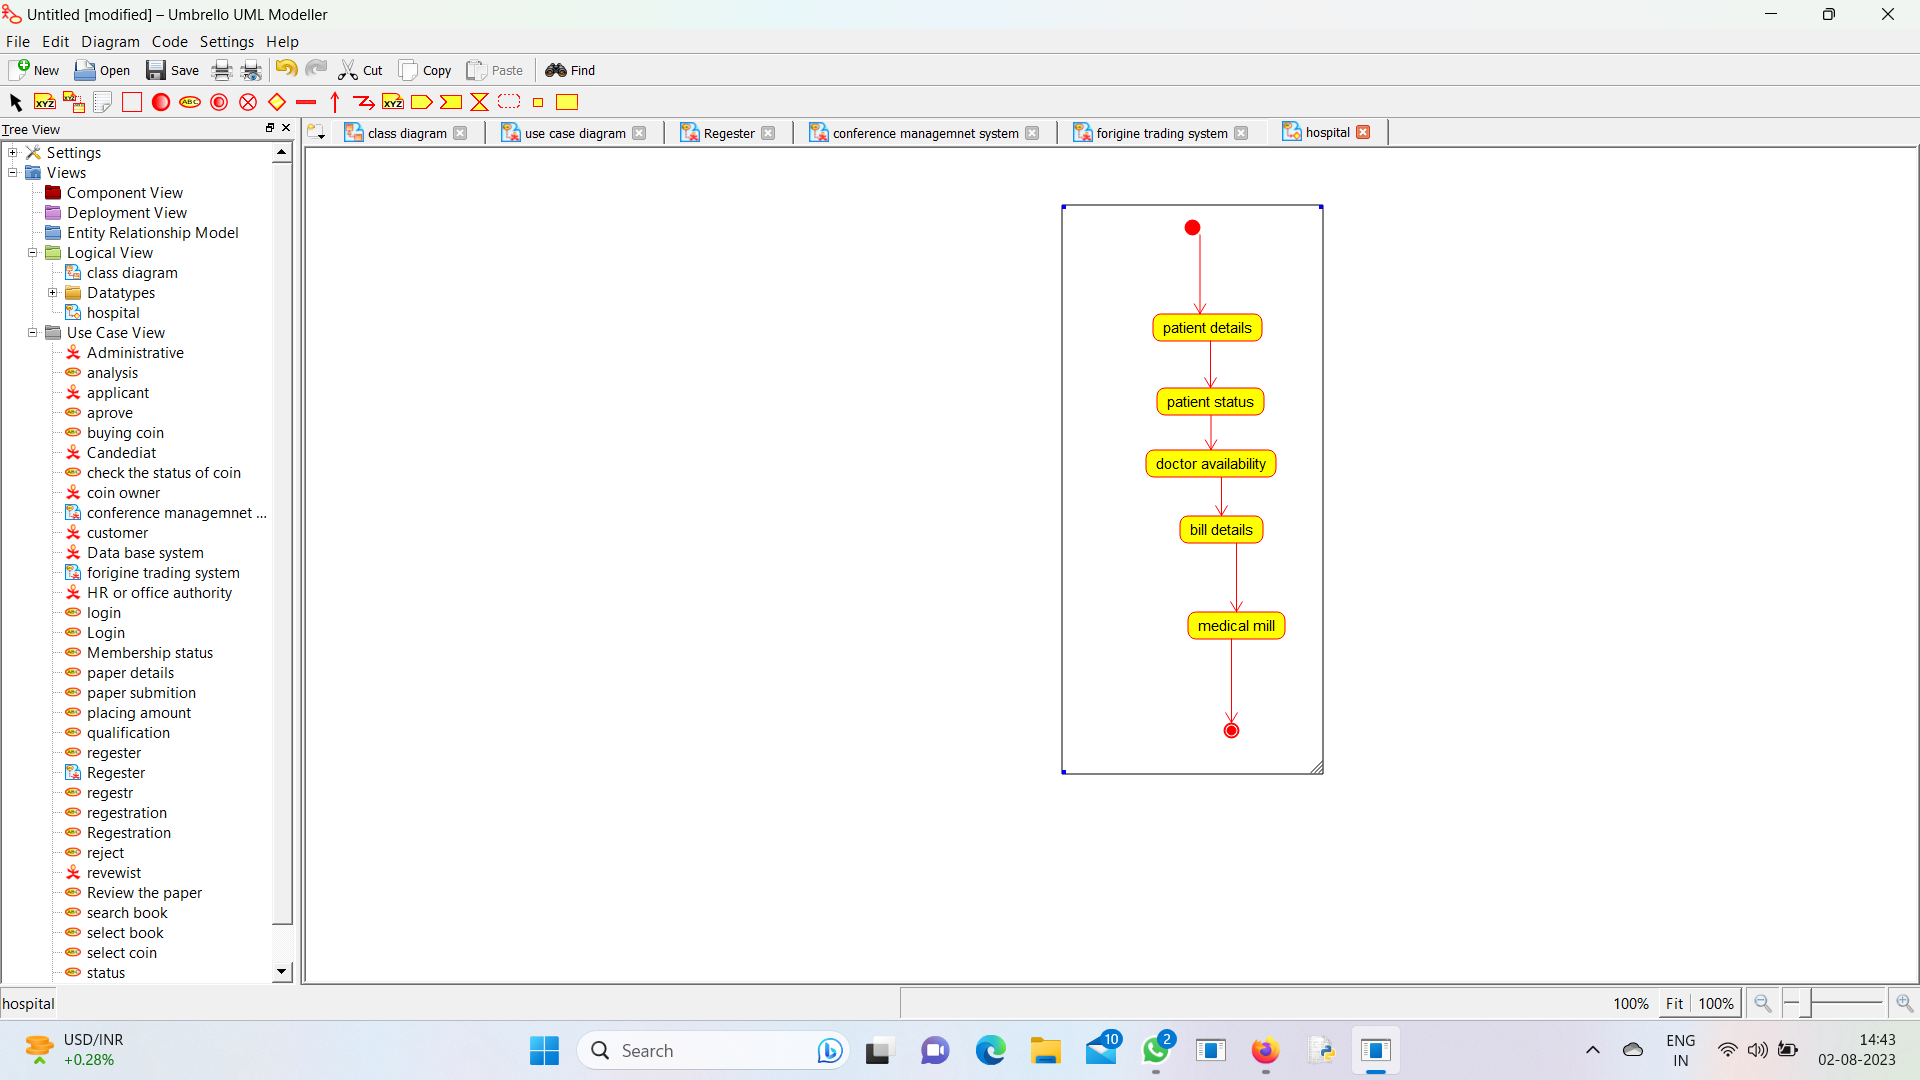 Untitled [modified] – Umbrello UML Modeller
File Edit Diagram Code Settings Help
New Open Save Cut Copy Paste Find
Tree View
class diagram use case diagram Regester conference managemnet system forigine trading system hospital
Settings
Views
Component View
Deployment View
Entity Relationship Model
Logical View
class diagram
Datatypes
hospital
Use Case View
Administrative
analysis
applicant
aprove
buying coin
Candediat
check the status of coin
coin owner
conference managemnet ...
customer
Data base system
forigine trading system
HR or office authority
login
Login
Membership status
paper details
paper submition
placing amount
qualification
regester
Regester
regestr
regestration
Regestration
reject
revewist
Review the paper
search book
select book
select coin
status
patient details
patient status
doctor availability
bill details
medical mill
hospital
100% Fit 100%
USD/INR
+0.28%
Search
10
2
ENG
IN
14:43
02-08-2023